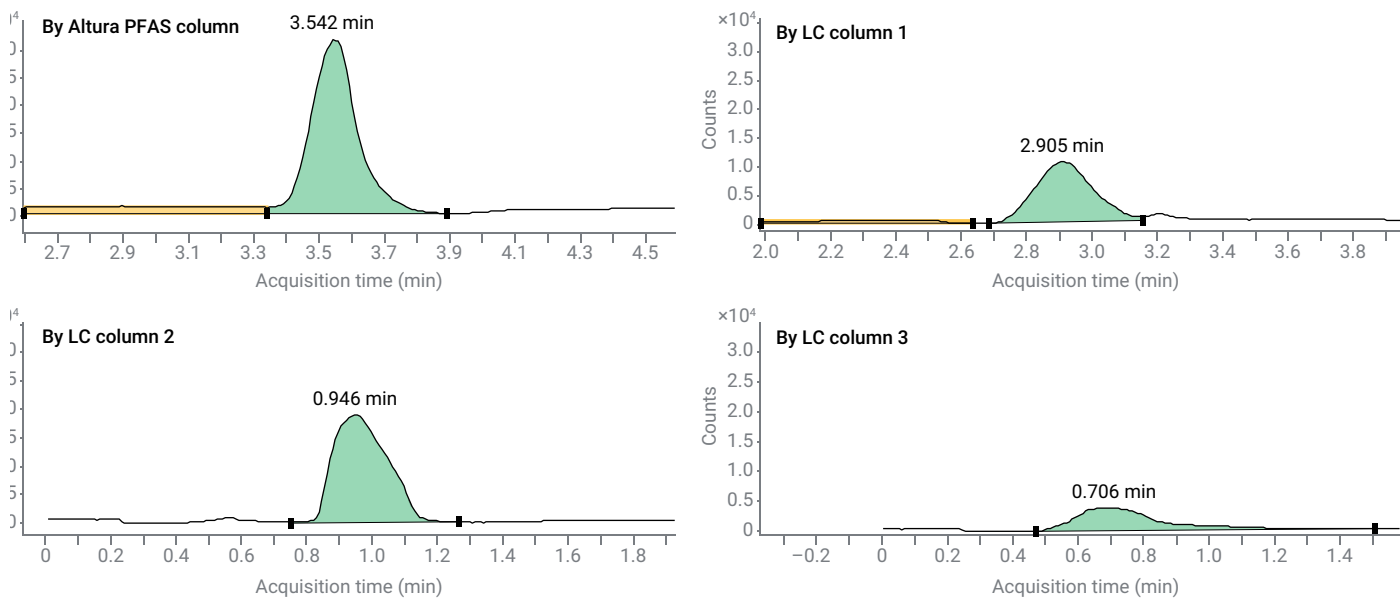 By Altura PFAS column
3.542 min
2.7 2.9 3.1 3.3 3.5 3.7 3.9 4.1 4.3 4.5
Acquisition time (min)
×10⁴
By LC column 1
3.0
2.5
2.0
1.5
1.0
0.5
0
Counts
2.905 min
2.0 2.2 2.4 2.6 2.8 3.0 3.2 3.4 3.6 3.8
Acquisition time (min)
By LC column 2
0.946 min
0 0.2 0.4 0.6 0.8 1.0 1.2 1.4 1.6 1.8
Acquisition time (min)
×10⁴
By LC column 3
3.0
2.5
2.0
1.5
1.0
0.5
0
Counts
0.706 min
−0.2 0 0.2 0.4 0.6 0.8 1.0 1.2 1.4
Acquisition time (min)